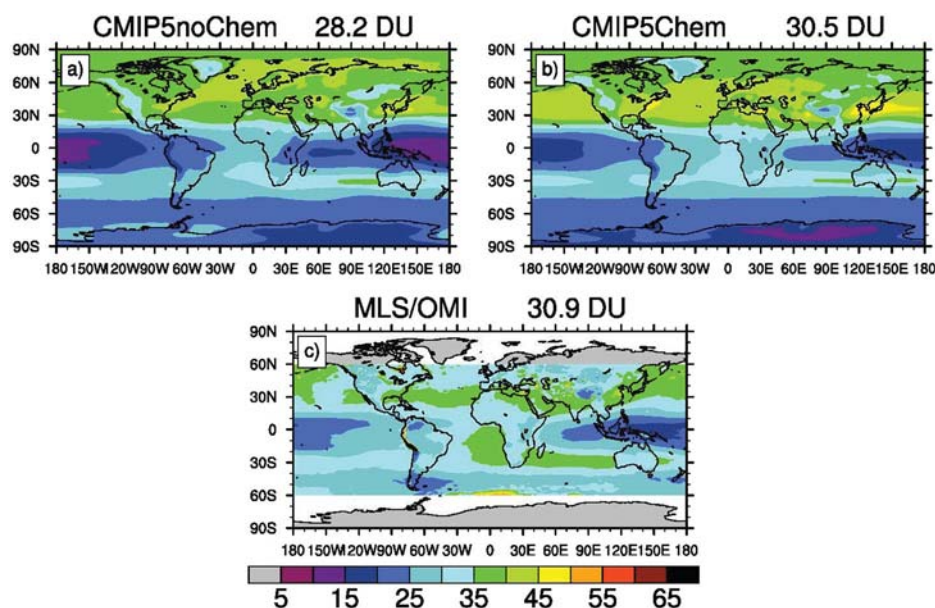 CMIP5noChem 28.2 DU
a)
90N
60N
30N
0
30S
60S
90S
180 150W 120W 90W 60W 30W 0 30E 60E 90E 120E 150E 180
CMIP5Chem 30.5 DU
b)
90N
60N
30N
0
30S
60S
90S
180 150W 120W 90W 60W 30W 0 30E 60E 90E 120E 150E 180
MLS/OMI 30.9 DU
c)
90N
60N
30N
0
30S
60S
90S
180 150W 120W 90W 60W 30W 0 30E 60E 90E 120E 150E 180
5 15 25 35 45 55 65